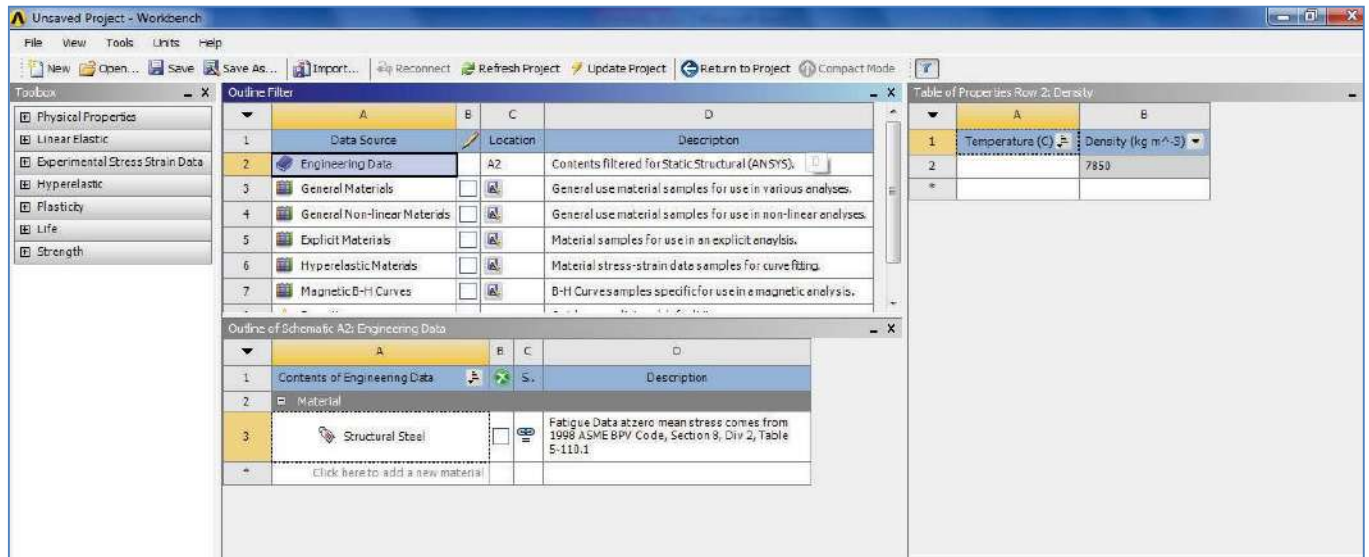 Unsaved Project - Workbench
File View Tools Units Help
New Open... Save Save As... Import... Reconnect Refresh Project Update Project Return to Project Compact Mode
Toolbox
Physical Properties
Linear Elastic
Experimental Stress Strain Data
Hyperelastic
Plasticity
Life
Strength
Outline Filter
A B C D
1 Data Source Location Description
2 Engineering Data A2 Contents filtered for Static Structural (ANSYS). D
3 General Materials General use material samples for use in various analyses.
4 General Non-linear Materials General use material samples for use in non-linear analyses.
5 Explicit Materials Material samples for use in an explicit anaylsis.
6 Hyperelastic Materials Material stress-strain data samples for curve fitting.
7 Magnetic B-H Curves B-H Curve samples specific for use in a magnetic analysis.
Outline of Schematic A2: Engineering Data
A B C D
1 Contents of Engineering Data S. Description
2 Material
3 Structural Steel Fatigue Data at zero mean stress comes from
1998 ASME BPV Code, Section 8, Div 2, Table
5-110.1
* Click here to add a new material
Table of Properties Row 2: Density
A B
1 Temperature (C) Density (kg m^-3)
2 7850
*